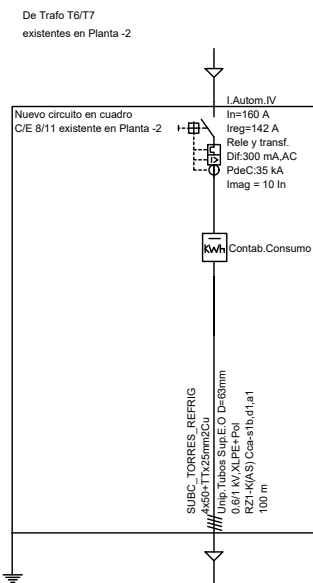 De Trafo T6/T7
existentes en Planta -2
Nuevo circuito en cuadro
C/E 8/11 existente en Planta -2
I.Autom.IV
In=160 A
Ireg=142 A
Rele y transf.
Dif:300 mA,AC
PdeC:35 kA
Imag = 10 In
KWh
Contab.Consumo
SUBC_TORRES_REFRIG
4x50+TTx25mm2Cu
Unip.Tubos Sup.E.O D=63mm
0.6/1 kV,XLPE+Pol
RZ1-K(AS) Cca-s1b,d1,a1
100 m